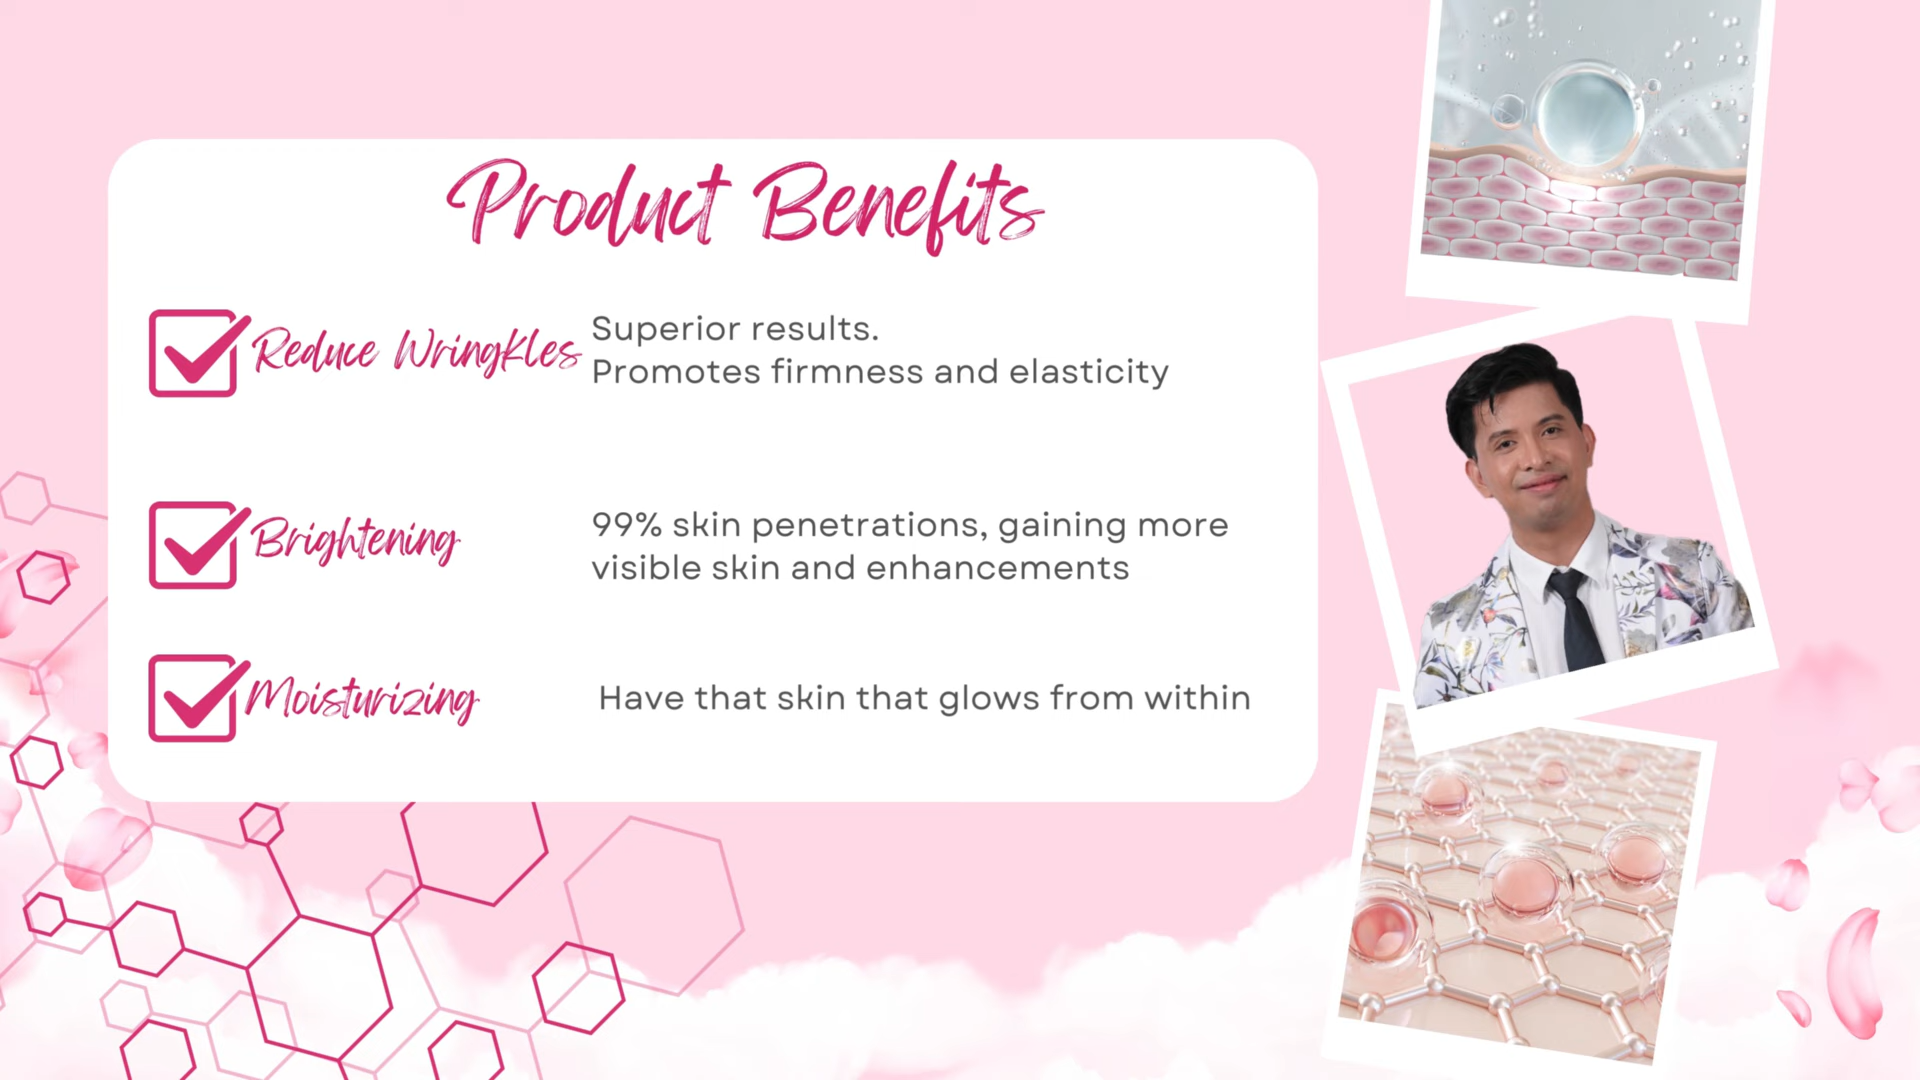 Product Benefits
Reduce Wringkles
Superior results.
Promotes firmness and elasticity
Brightening
99% skin penetrations, gaining more
visible skin and enhancements
Moisturizing
Have that skin that glows from within